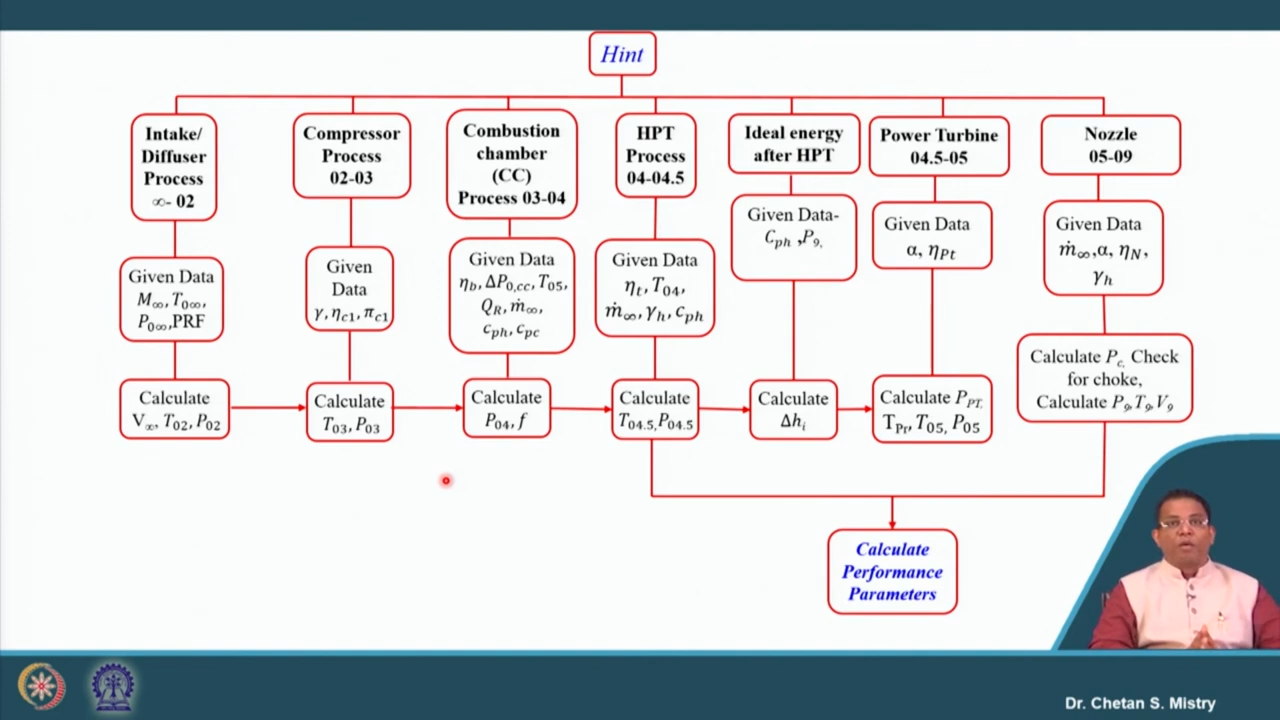 Hint
Intake/
Diffuser
Process
∞- 02
Given Data
M∞, T0∞,
P0∞,PRF
Calculate
V∞, T02, P02
Compressor
Process
02-03
Given
Data
γ, ηc1, πc1
Calculate
T03, P03
Combustion
chamber
(CC)
Process 03-04
Given Data
ηb, ΔP0,cc, T05,
QR, ṁ∞,
cph, cpc
Calculate
P04, f
HPT
Process
04-04.5
Given Data
ηt, T04,
ṁ∞, γh, cph
Calculate
T04.5, P04.5
Ideal energy
after HPT
Given Data-
Cph ,P9,
Calculate
Δhi
Power Turbine
04.5-05
Given Data
α, ηPt
Calculate PPT,
TPr, T05, P05
Nozzle
05-09
Given Data
ṁ∞,α, ηN,
γh
Calculate Pc, Check
for choke,
Calculate P9, T9, V9
Calculate
Performance
Parameters
Dr. Chetan S. Mistry